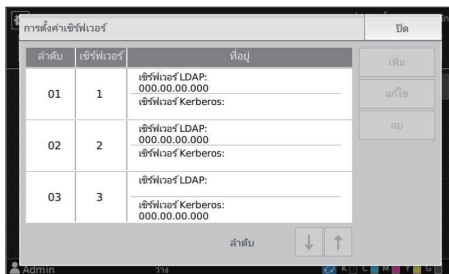 การตั้งค่าเซิร์ฟเวอร์
ปิด
ลำดับ เซิร์ฟเวอร์ ที่อยู่
เพิ่ม
แก้ไข
ลบ
01 1
เซิร์ฟเวอร์ LDAP:
000.00.00.000
เซิร์ฟเวอร์ Kerberos:
02 2
เซิร์ฟเวอร์ LDAP:
000.00.00.000
เซิร์ฟเวอร์ Kerberos:
03 3
เซิร์ฟเวอร์ LDAP:
เซิร์ฟเวอร์ Kerberos:
000.00.00.000
ลำดับ ↓ ↑
Admin ว่าง K C M Y G